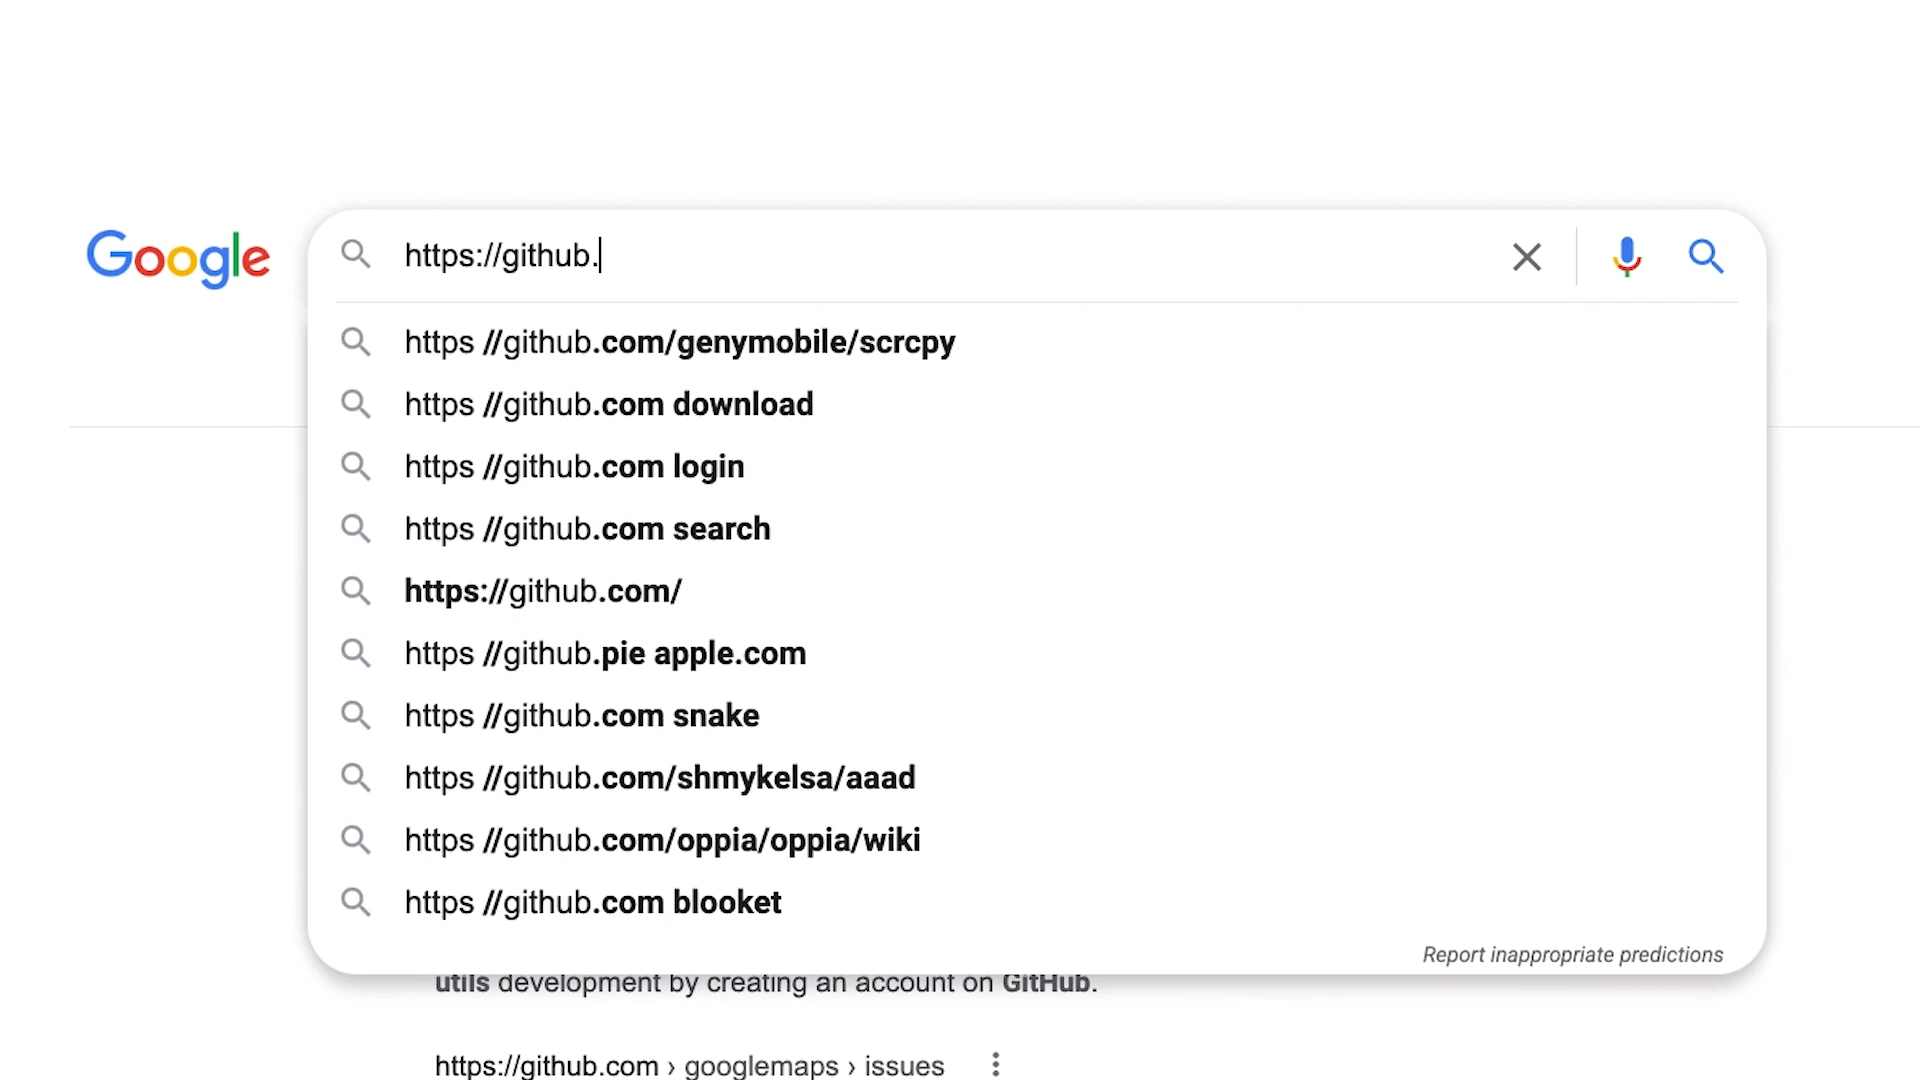 Google
https://github.
https //github.com/genymobile/scrcpy
https //github.com download
https //github.com login
https //github.com search
https://github.com/
https //github.pie apple.com
https //github.com snake
https //github.com/shmykelsa/aaad
https //github.com/oppia/oppia/wiki
https //github.com blooket
Report inappropriate predictions
utils development by creating an account on GitHub.
https://github.com › googlemaps › issues